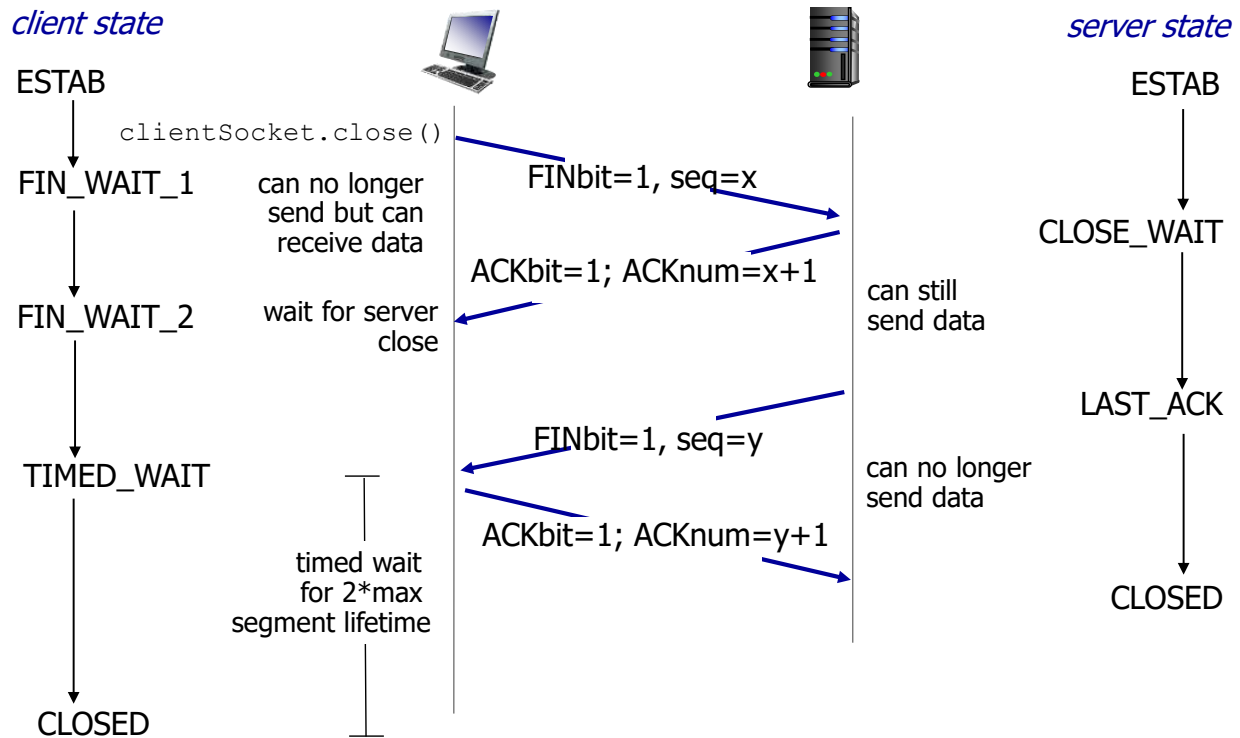 client state
server state
ESTAB
ESTAB
clientSocket.close()
FIN_WAIT_1
can no longer
send but can
receive data
FINbit=1, seq=x
CLOSE_WAIT
ACKbit=1; ACKnum=x+1
FIN_WAIT_2
wait for server
close
can still
send data
LAST_ACK
FINbit=1, seq=y
TIMED_WAIT
can no longer
send data
ACKbit=1; ACKnum=y+1
timed wait
for 2*max
segment lifetime
CLOSED
CLOSED